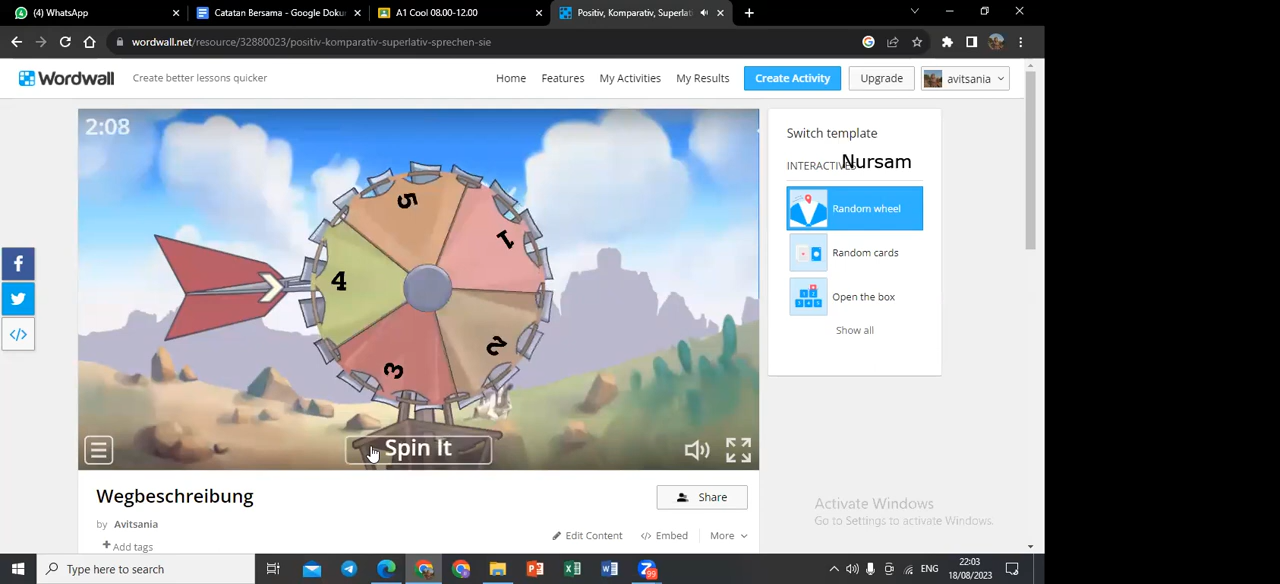 (4) WhatsApp
Catatan Bersama - Google Doku
A1 Cool 08.00-12.00
Positiv, Komparativ, Superlati
wordwall.net/resource/32880023/positiv-komparativ-superlativ-sprechen-sie
Wordwall
Create better lessons quicker
Home
Features
My Activities
My Results
Create Activity
Upgrade
avitsania
2:08
5
1
4
2
3
Spin It
Switch template
INTERACTIVES
Nursam
Random wheel
Random cards
Open the box
Show all
Wegbeschreibung
Share
by Avitsania
Edit Content
</> Embed
More
+ Add tags
Activate Windows
Go to Settings to activate Windows.
Type here to search
99
ENG
22:03
18/08/2023